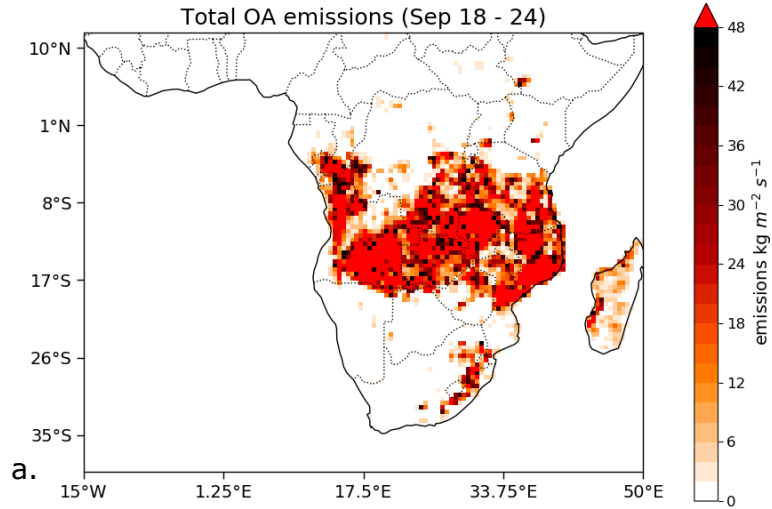 Total OA emissions (Sep 18 - 24)
10°N
1°N
8°S
17°S
26°S
35°S
15°W 1.25°E 17.5°E 33.75°E 50°E
a.
48
42
36
30
24
18
12
6
0
emissions kg m⁻² s⁻¹